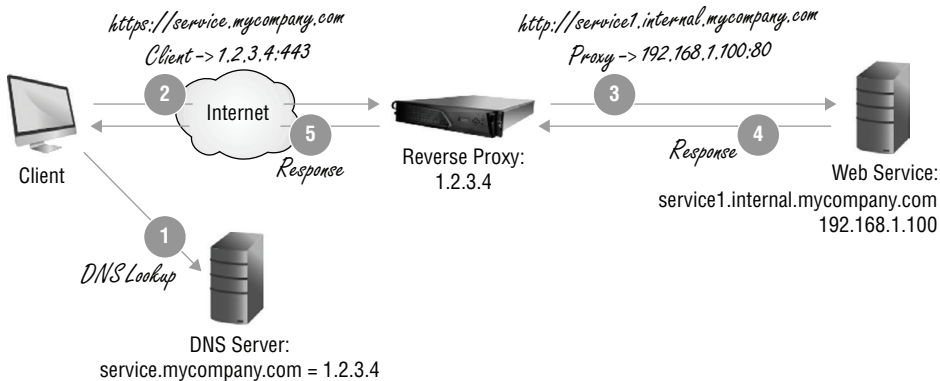 https://service.mycompany.com
Client -> 1.2.3.4:443
http://service1.internal.mycompany.com
Proxy -> 192.168.1.100:80
2
Internet
3
5
4
Response
Response
Client
Reverse Proxy:
1.2.3.4
Web Service:
service1.internal.mycompany.com
192.168.1.100
1
DNS Lookup
DNS Server:
service.mycompany.com = 1.2.3.4